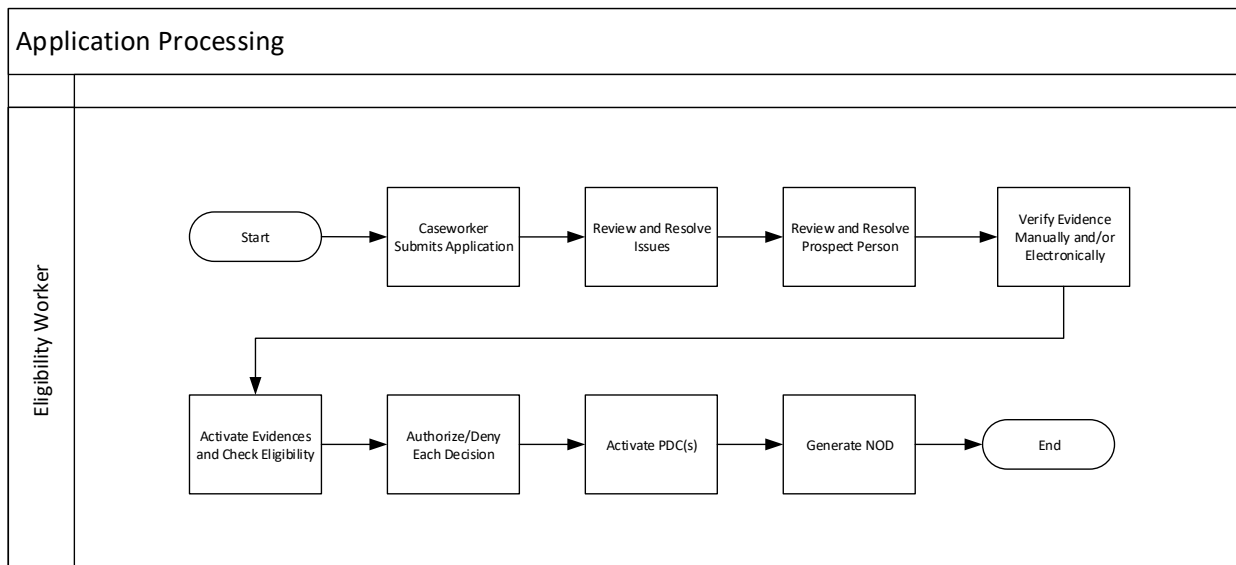 Application Processing
Eligibility Worker
Start
Caseworker
Submits Application
Review and Resolve
Issues
Review and Resolve
Prospect Person
Verify Evidence
Manually and/or
Electronically
Activate Evidences
and Check Eligibility
Authorize/Deny
Each Decision
Activate PDC(s)
Generate NOD
End